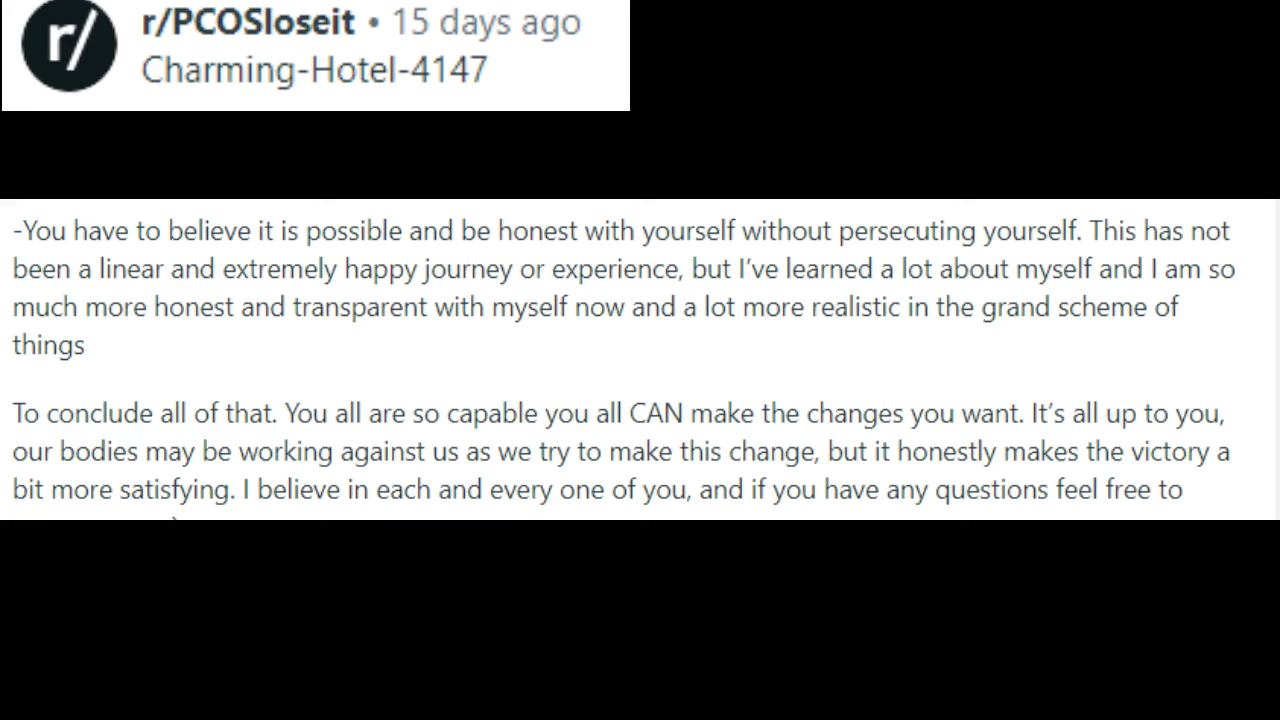 r/ r/PCOSloseit • 15 days ago
Charming-Hotel-4147
-You have to believe it is possible and be honest with yourself without persecuting yourself. This has not
been a linear and extremely happy journey or experience, but I’ve learned a lot about myself and I am so
much more honest and transparent with myself now and a lot more realistic in the grand scheme of
things
To conclude all of that. You all are so capable you all CAN make the changes you want. It’s all up to you,
our bodies may be working against us as we try to make this change, but it honestly makes the victory a
bit more satisfying. I believe in each and every one of you, and if you have any questions feel free to